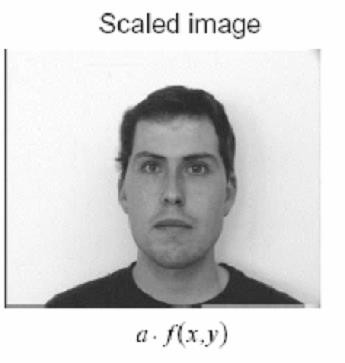 Scaled image
a · f(x,y)